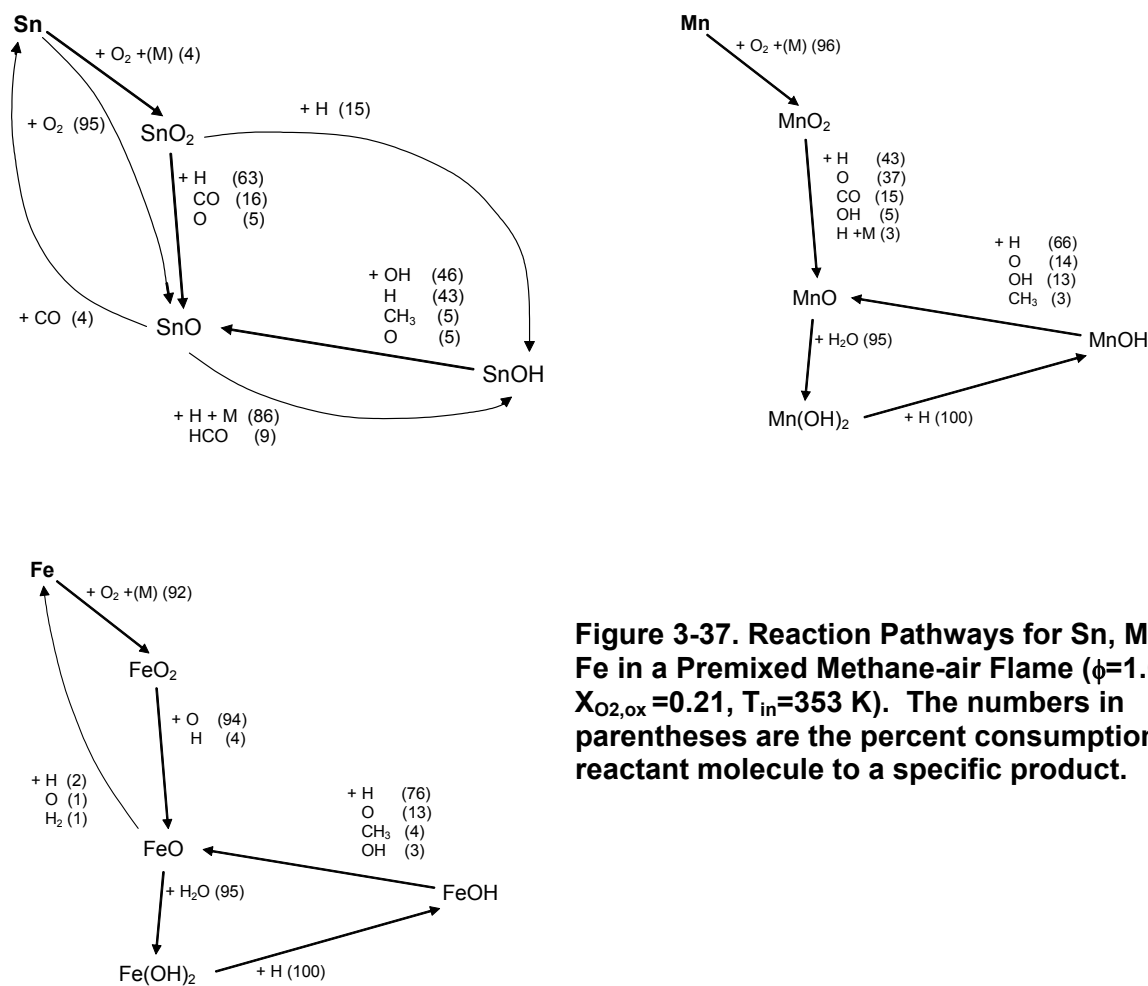 Sn
+ O₂ +(M) (4)
+ O₂ (95)
SnO₂
+ H (15)
+ H (63)
CO (16)
O (5)
+ OH (46)
H (43)
CH₃ (5)
O (5)
+ CO (4)
SnO
SnOH
+ H + M (86)
HCO (9)
Mn
+ O₂ +(M) (96)
MnO₂
+ H (43)
O (37)
CO (15)
OH (5)
H +M (3)
+ H (66)
O (14)
OH (13)
CH₃ (3)
MnO
MnOH
+ H₂O (95)
Mn(OH)₂
+ H (100)
Fe
+ O₂ +(M) (92)
FeO₂
+ O (94)
H (4)
+ H (2)
O (1)
H₂ (1)
+ H (76)
O (13)
CH₃ (4)
OH (3)
FeO
FeOH
+ H₂O (95)
Fe(OH)₂
+ H (100)
Figure 3-37. Reaction Pathways for Sn, M
Fe in a Premixed Methane-air Flame (ϕ=1.
X_{O2,ox} =0.21, T_{in}=353 K). The numbers in
parentheses are the percent consumption
reactant molecule to a specific product.